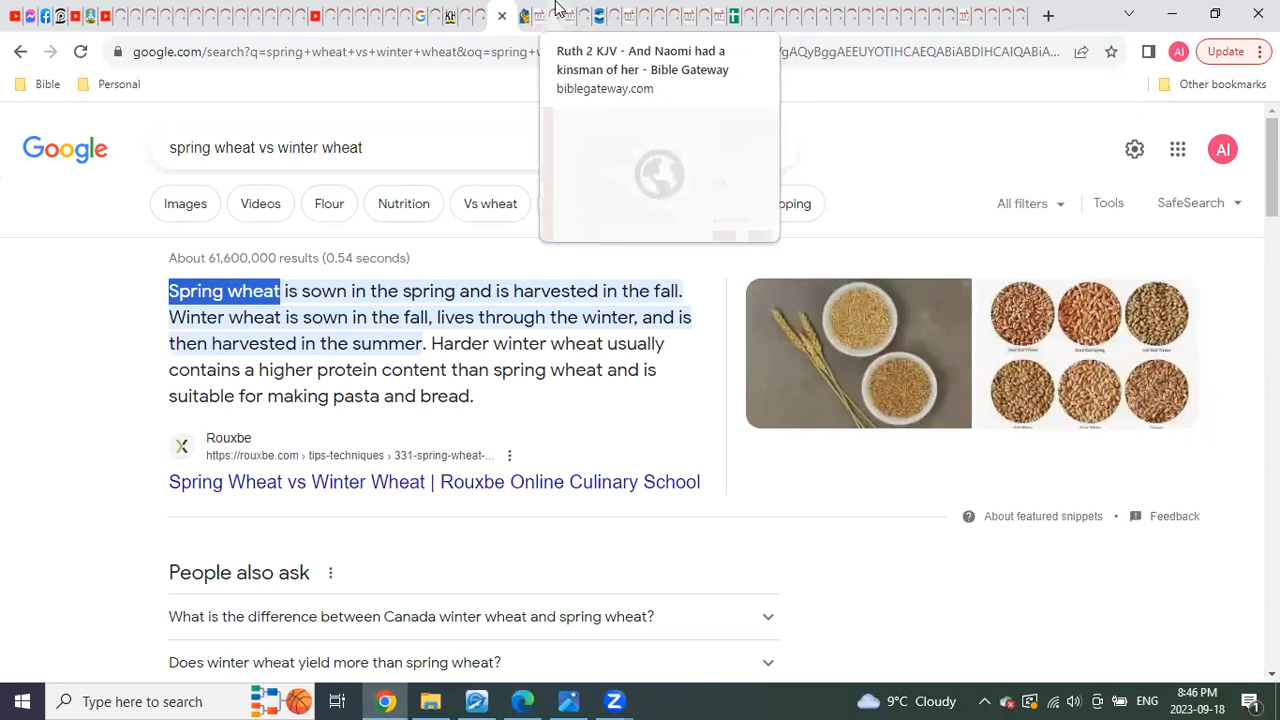 google.com/search?q=spring+wheat+vs+winter+wheat&oq=spring+w
gAQyBggAEEUYOTIHCAEQABiABDIHCAIQABiA...
AI
Update
Bible
Personal
Other bookmarks
Ruth 2 KJV - And Naomi had a
kinsman of her - Bible Gateway
biblegateway.com
Google
spring wheat vs winter wheat
AI
Images
Videos
Flour
Nutrition
Vs wheat
pping
All filters
Tools
SafeSearch
About 61,600,000 results (0.54 seconds)
Spring wheat is sown in the spring and is harvested in the fall.
Winter wheat is sown in the fall, lives through the winter, and is
then harvested in the summer. Harder winter wheat usually
contains a higher protein content than spring wheat and is
suitable for making pasta and bread.
Rouxbe
https://rouxbe.com › tips-techniques › 331-spring-wheat-...
Spring Wheat vs Winter Wheat | Rouxbe Online Culinary School
About featured snippets
•
Feedback
People also ask
What is the difference between Canada winter wheat and spring wheat?
Does winter wheat yield more than spring wheat?
Type here to search
9°C Cloudy
ENG
8:46 PM
2023-09-18